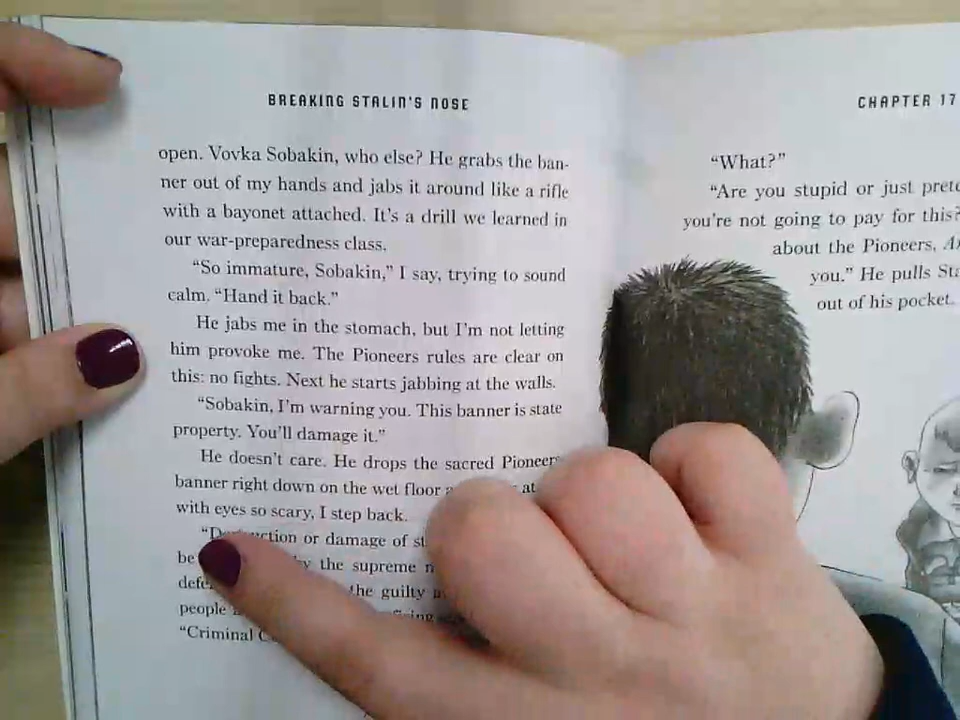 BREAKING STALIN'S NOSE
open. Vovka Sobakin, who else? He grabs the ban-
ner out of my hands and jabs it around like a rifle
with a bayonet attached. It's a drill we learned in
our war-preparedness class.
“So immature, Sobakin,” I say, trying to sound
calm. “Hand it back.”
He jabs me in the stomach, but I'm not letting
him provoke me. The Pioneers rules are clear on
this: no fights. Next he starts jabbing at the walls.
“Sobakin, I'm warning you. This banner is state
property. You'll damage it.”
He doesn't care. He drops the sacred Pioneers
banner right down on the wet floor at
with eyes so scary, I step back.
or damage of
be the supreme
the guilty
people
“Criminal
CHAPTER 17
“What?”
“Are you stupid or just
you're not going to pay for this?
about the Pioneers,
you.” He pulls
out of his pocket.